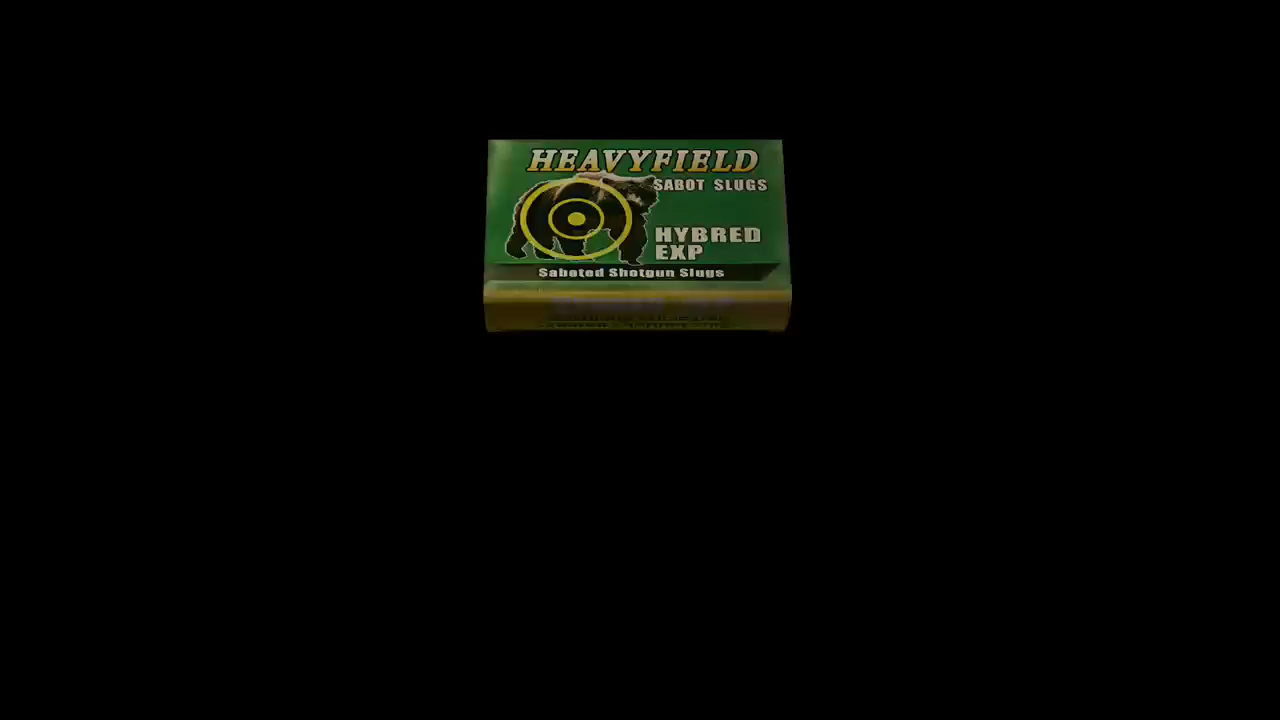 HEAVYFIELD
SABOT SLUGS
HYBRED
EXP
Saboted Shotgun Slugs